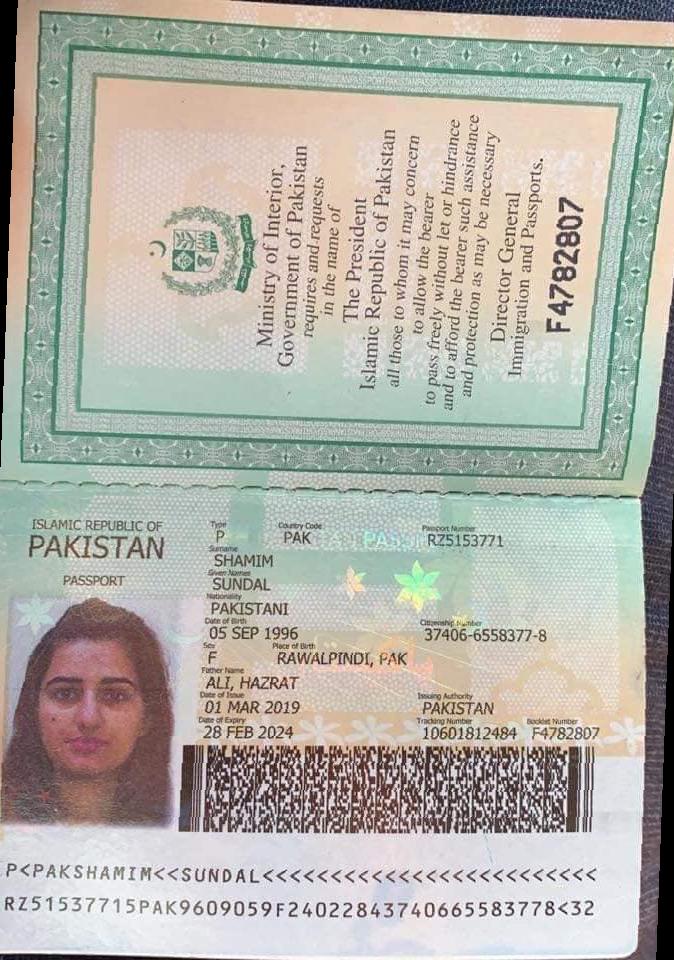 Ministry of Interior,
Government of Pakistan
requires and requests
in the name of
The President
Islamic Republic of Pakistan
all those to whom it may concern
to allow the bearer
to pass freely without let or hindrance
and to afford the bearer such assistance
and protection as may be necessary
Director General
Immigration and Passports.
F4782807
ISLAMIC REPUBLIC OF
PAKISTAN
PASSPORT
Type Country Code Passport Number
P PAK RZ5153771
Surname
SHAMIM
Given Names
SUNDAL
Nationality
PAKISTANI
Date of Birth Citizenship Number
05 SEP 1996 37406-6558377-8
Sex Place of Birth
F RAWALPINDI, PAK
Father Name
ALI, HAZRAT
Date of Issue Issuing Authority
01 MAR 2019 PAKISTAN
Date of Expiry Tracking Number Booklet Number
28 FEB 2024 10601812484 F4782807
P<PAKSHAMIM<<SUNDAL<<<<<<<<<<<<<<<<<<<<<<<<<
RZ51537715PAK9609059F24022843740665583778<32